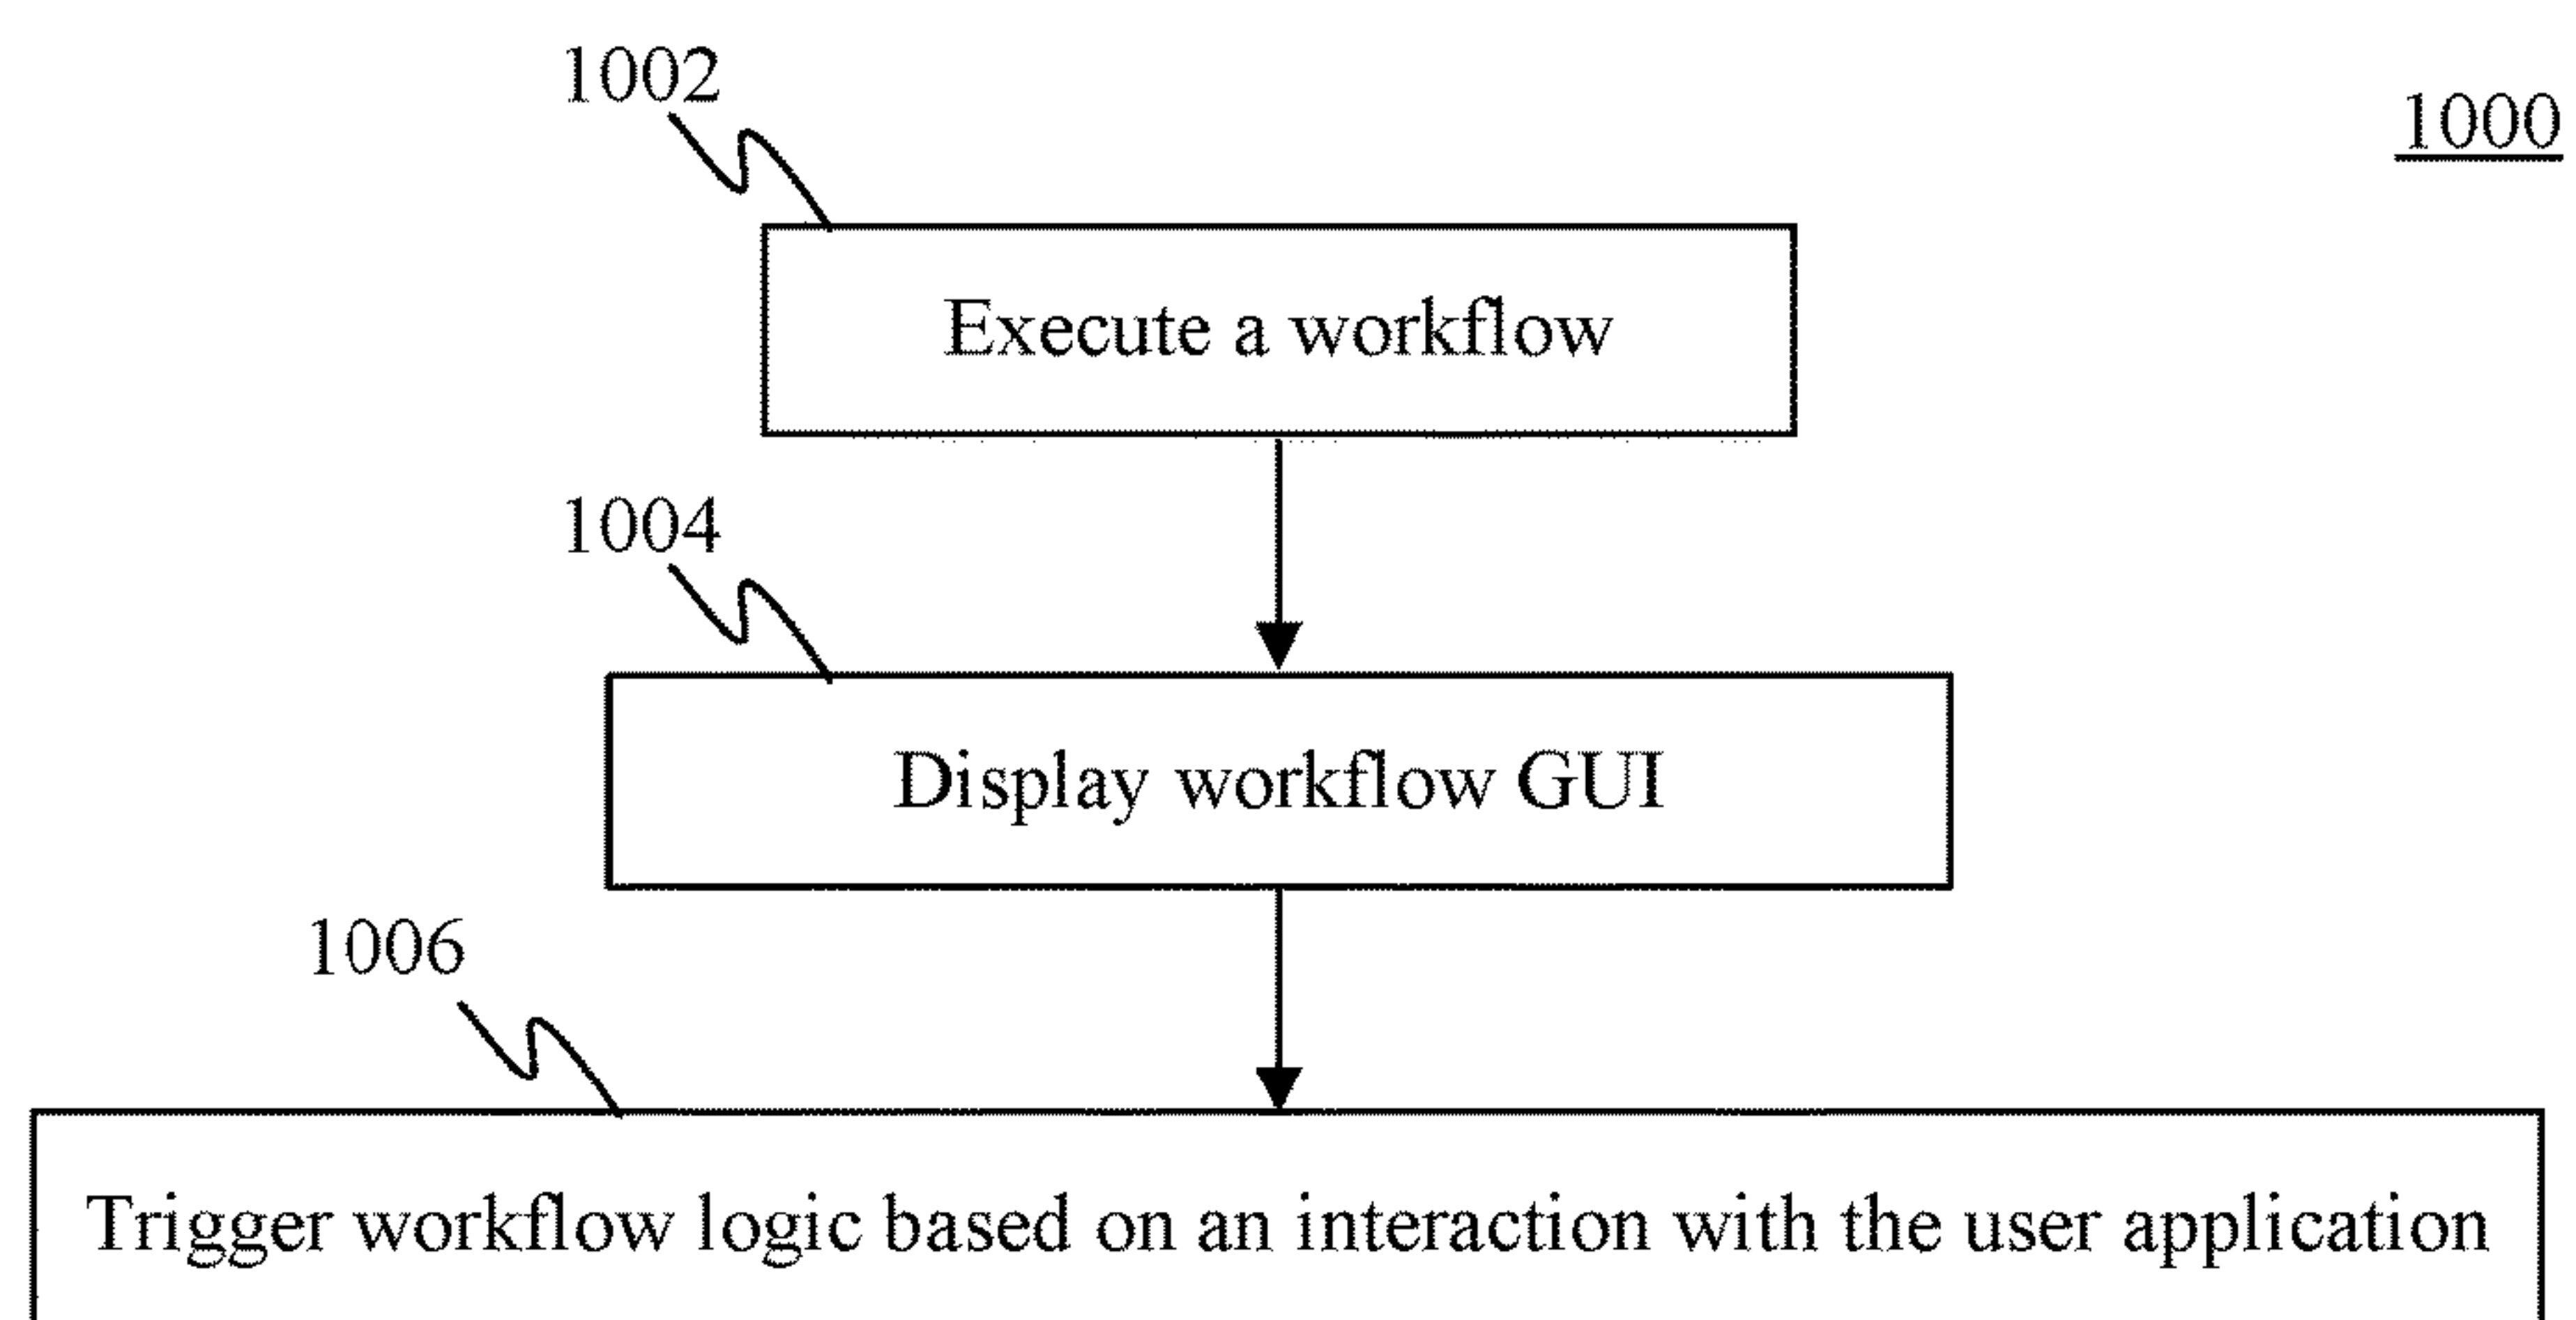 1002
1000
Execute a workflow
1004
Display workflow GUI
1006
Trigger workflow logic based on an interaction with the user application